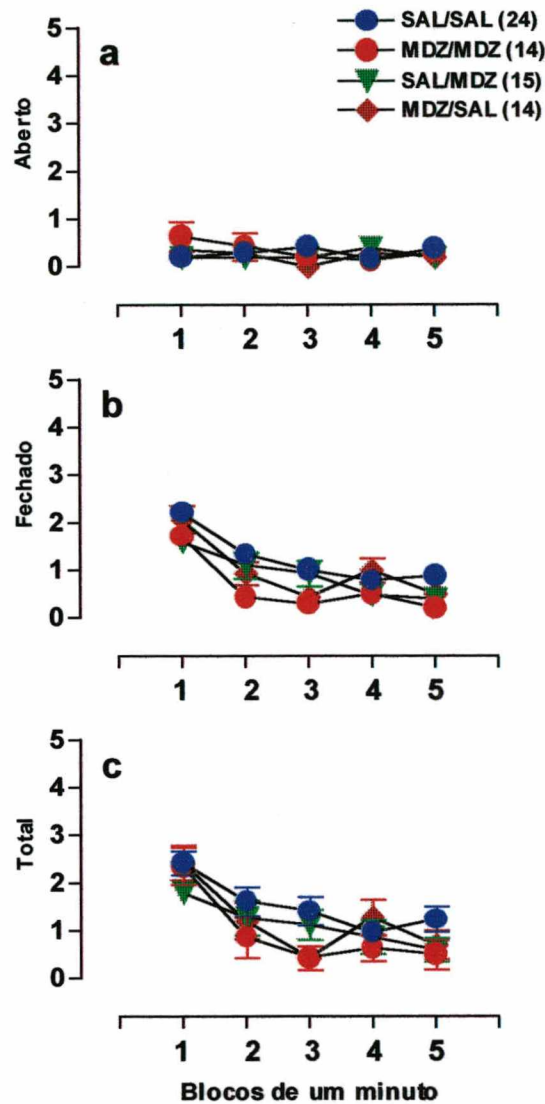 a
SAL/SAL (24)
MDZ/MDZ (14)
SAL/MDZ (15)
MDZ/SAL (14)
Aberto
5
4
3
2
1
0
1 2 3 4 5
b
Fechado
5
4
3
2
1
0
1 2 3 4 5
c
Total
5
4
3
2
1
0
1 2 3 4 5
Blocos de um minuto